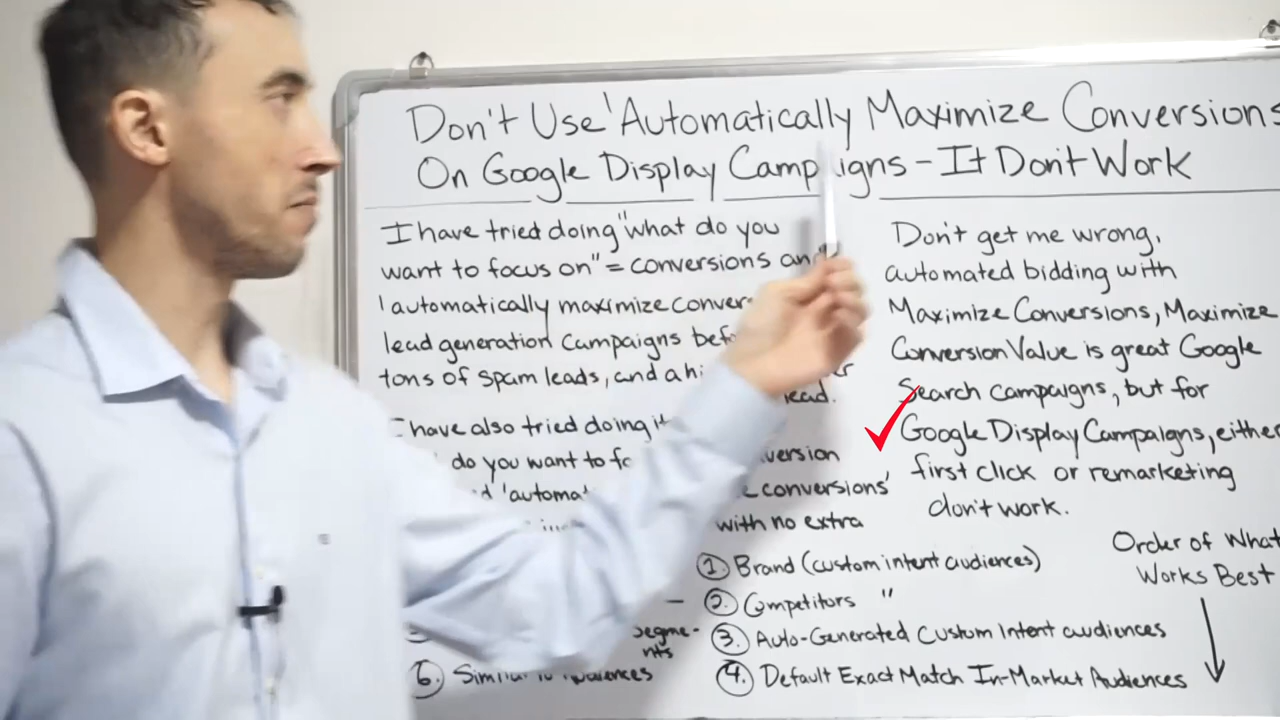 Don't Use 'Automatically Maximize Conversions
On Google Display Campaigns - It Don't Work
I have tried doing "what do you
want to focus on" = conversions and"
'automatically maximize
lead generation campaigns
tons of spam leads, and a
lead.
have also tried doing it
do you want to
conversions'
with no extra
Don't get me wrong,
automated bidding with
Maximize Conversions, Maximize
Conversion Value is great Google
Search campaigns, but for
Google Display Campaigns, either
first click or remarketing
don't work.
Order of What
Works Best
1. Brand (custom intent audiences)
2. Competitors "
3. Auto-Generated Custom Intent audiences
4. Default Exact Match In-Market Audiences
segme-
nts
6.